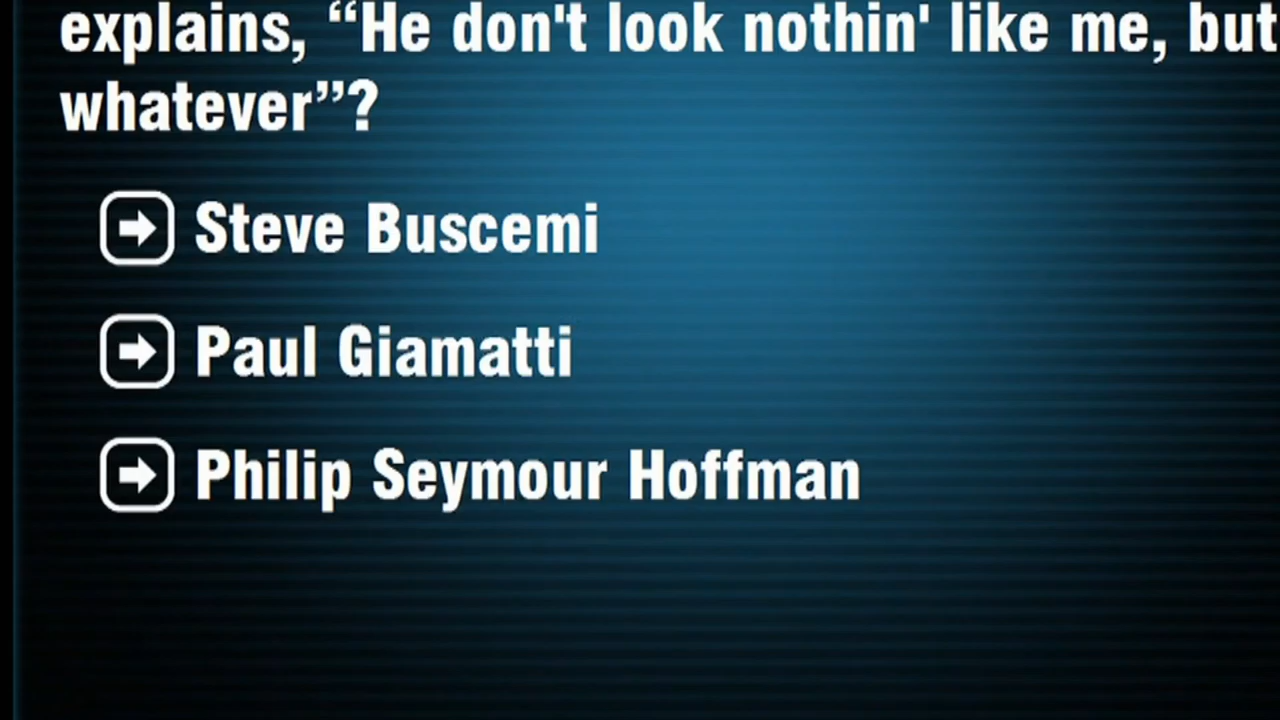 explains, “He don't look nothin' like me, but
whatever”?
Steve Buscemi
Paul Giamatti
Philip Seymour Hoffman